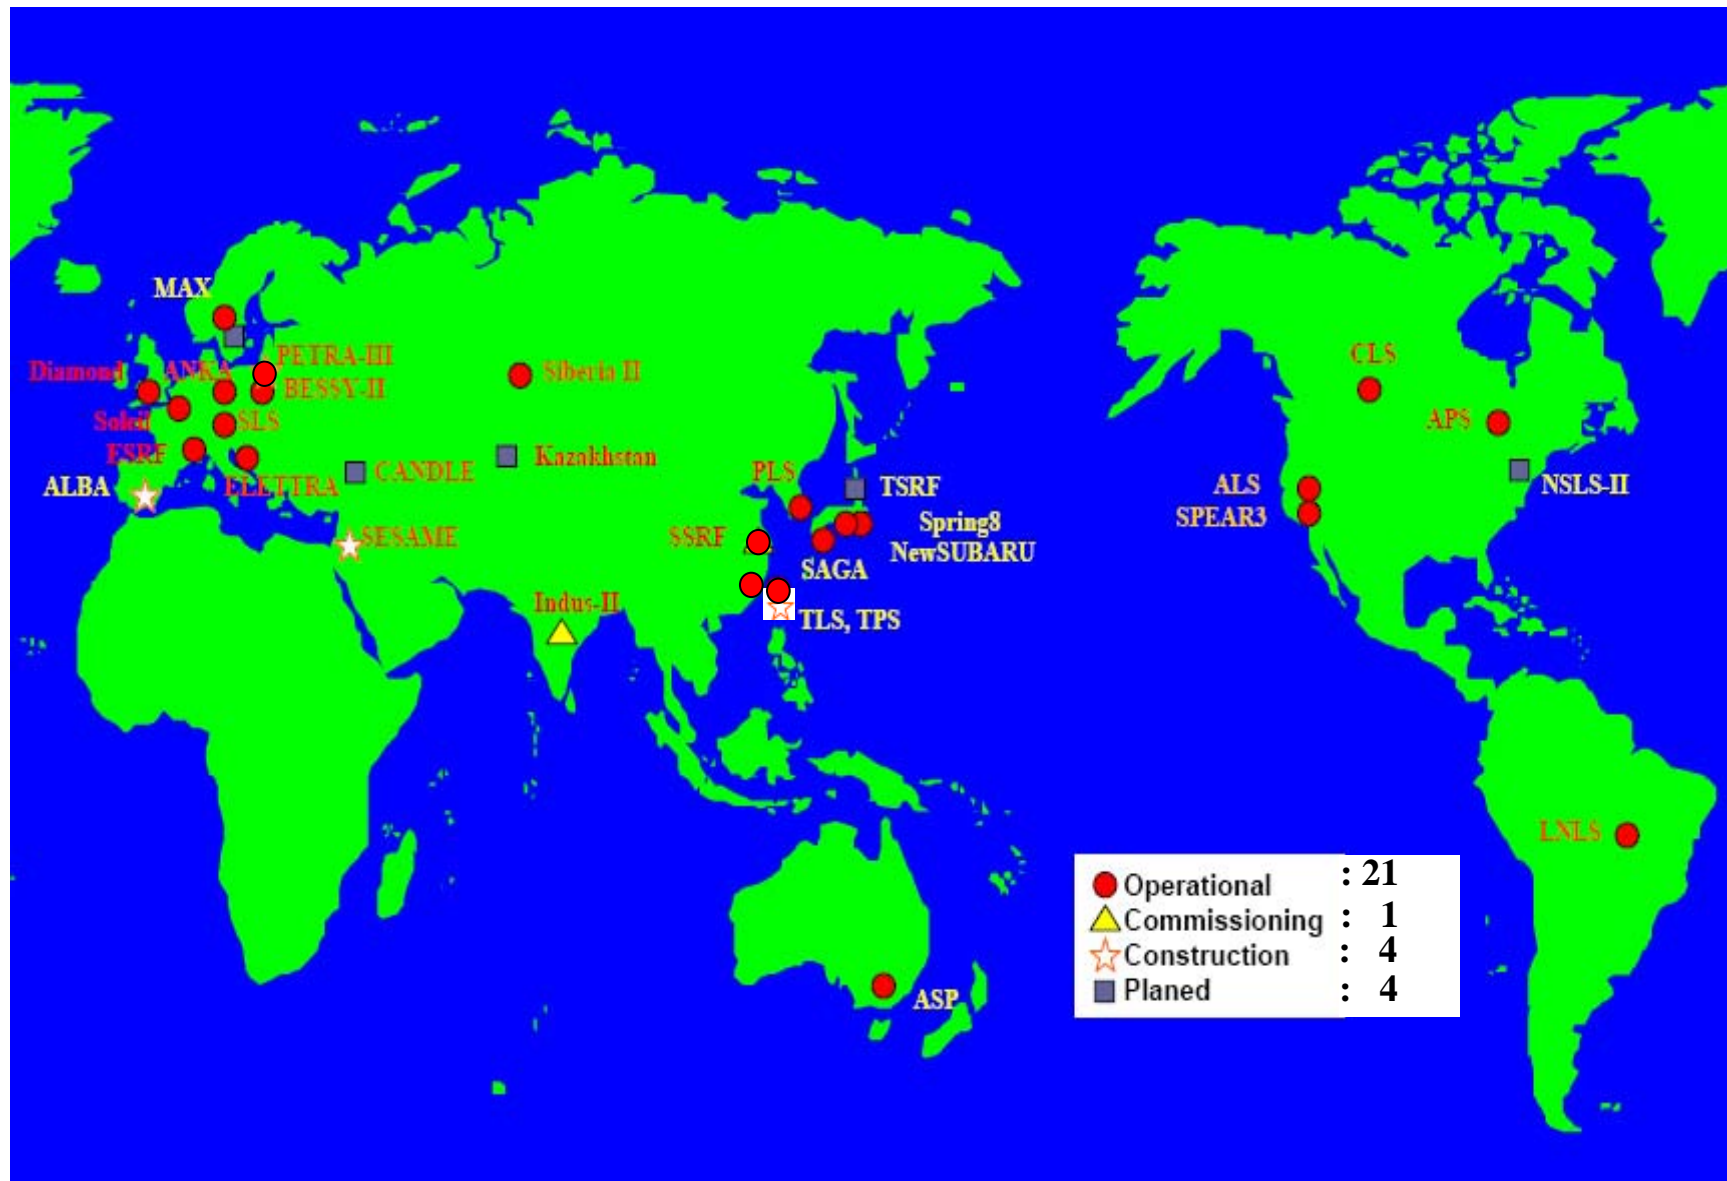 MAX
PETRA-III
Diamond
ANKA
BESSY-II
Siberia II
CLS
Soleil
SLS
APS
ESRF
Kazakhstan
ALBA
ELETTRA
CANDLE
PLS
TSRF
ALS
NSLS-II
SPEAR3
SESAME
SSRF
Spring8
NewSUBARU
SAGA
Indus-II
TLS, TPS
LNLS
Operational : 21
Commissioning : 1
Construction : 4
Planed : 4
ASP